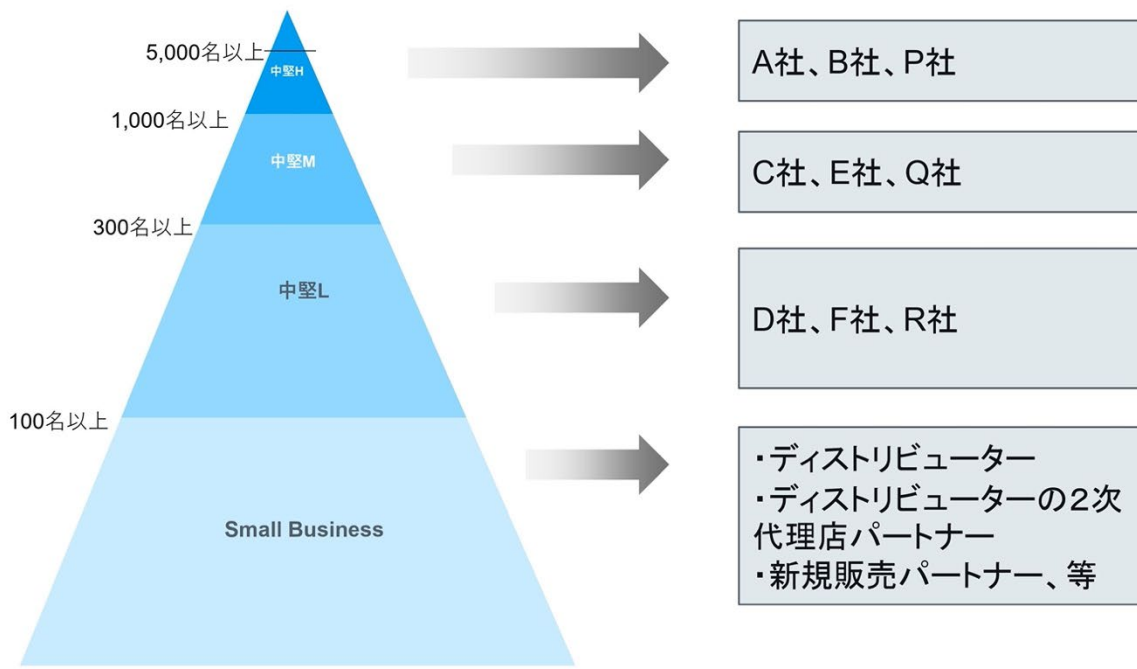 5,000名以上
中堅H
A社、B社、P社
1,000名以上
中堅M
C社、E社、Q社
300名以上
中堅L
D社、F社、R社
100名以上
Small Business
・ディストリビューター
・ディストリビューターの２次
代理店パートナー
・新規販売パートナー、等